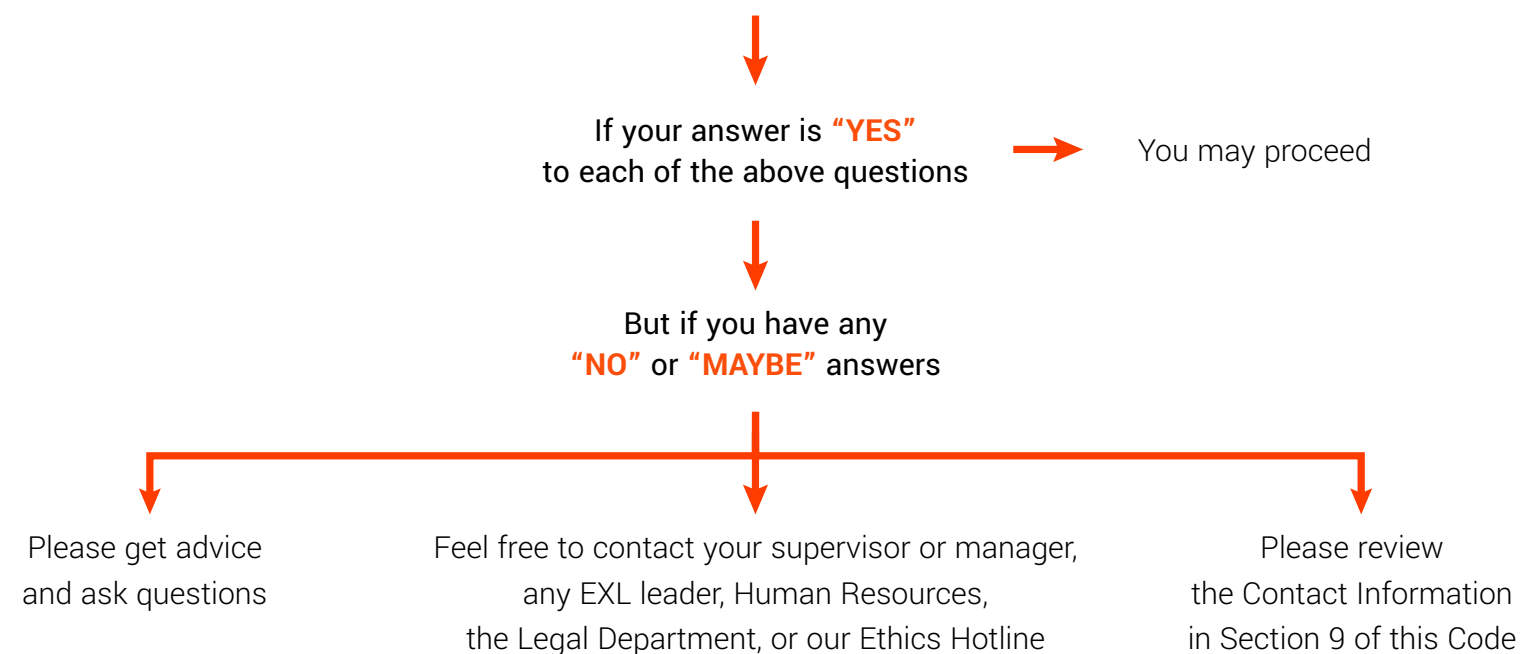 If your answer is “YES”
to each of the above questions
You may proceed
But if you have any
“NO” or “MAYBE” answers
Please get advice
and ask questions
Feel free to contact your supervisor or manager,
any EXL leader, Human Resources,
the Legal Department, or our Ethics Hotline
Please review
the Contact Information
in Section 9 of this Code